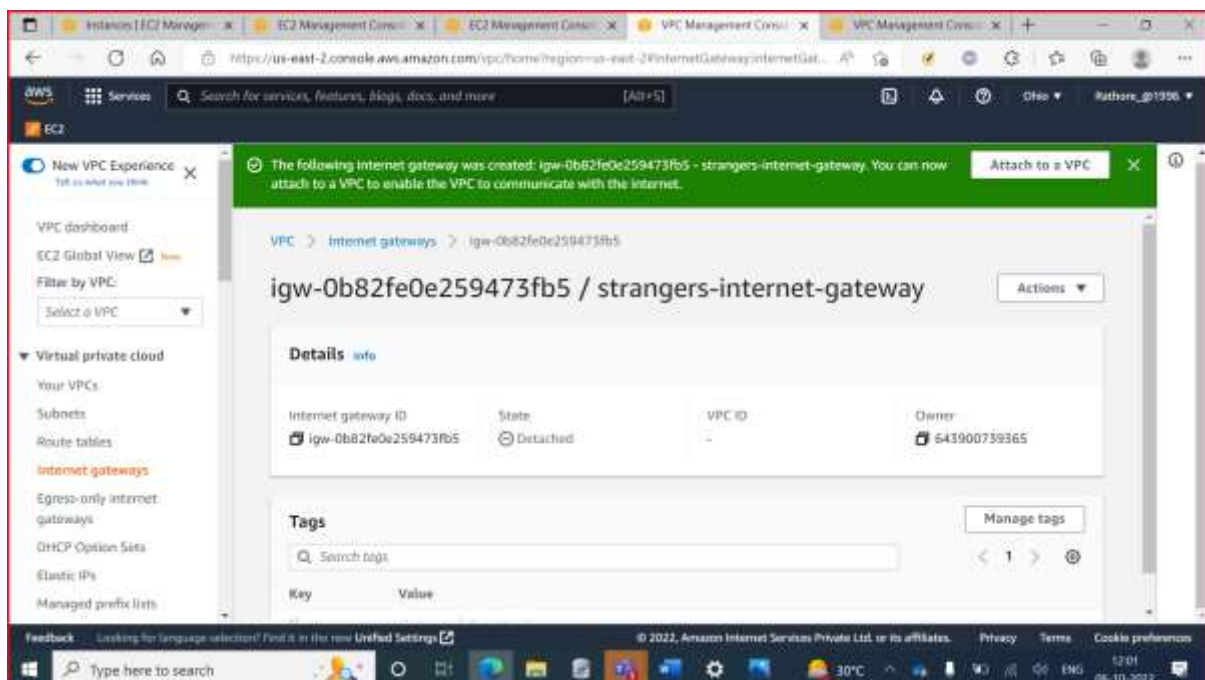 Instances | EC2 Manager
EC2 Management Conso
EC2 Management Conso
VPC Management Consol
VPC Management Conso
https://us-east-2.console.aws.amazon.com/vpc/home?region=us-east-2#InternetGateway:internetGat...
aws
Services
Search for services, features, blogs, docs, and more
[Alt+S]
Ohio
Rathore_@1996
EC2
New VPC Experience
Tell us what you think
The following internet gateway was created: igw-0b82fe0e259473fb5 - strangers-internet-gateway. You can now
attach to a VPC to enable the VPC to communicate with the internet.
Attach to a VPC
VPC dashboard
EC2 Global View New
Filter by VPC:
Select a VPC
Virtual private cloud
Your VPCs
Subnets
Route tables
Internet gateways
Egress-only internet
gateways
DHCP Option Sets
Elastic IPs
Managed prefix lists
VPC > Internet gateways > igw-0b82fe0e259473fb5
igw-0b82fe0e259473fb5 / strangers-internet-gateway
Actions
Details Info
Internet gateway ID
igw-0b82fe0e259473fb5
State
Detached
VPC ID
-
Owner
643900739365
Tags
Manage tags
Search tags
1
Key Value
Feedback Looking for language selection? Find it in the new Unified Settings
© 2022, Amazon Internet Services Private Ltd. or its affiliates.
Privacy Terms Cookie preferences
Type here to search
30°C
ENG
12:01
06-10-2022